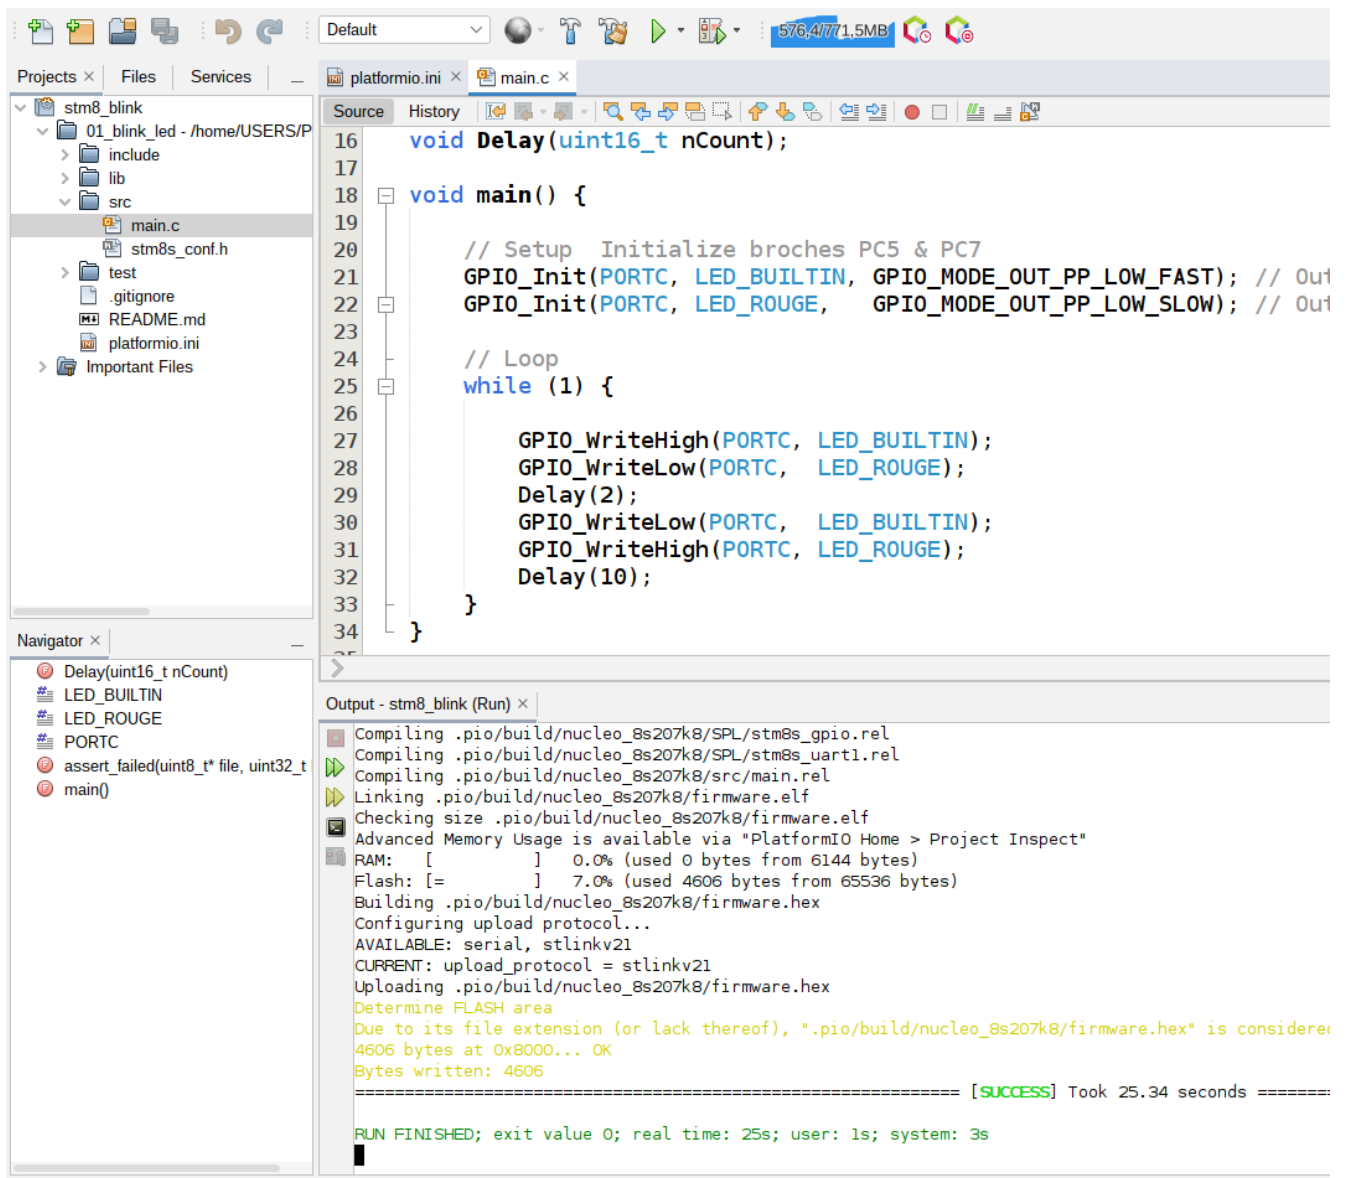 Default
576,4/771,5MB
Projects Files Services
stm8_blink
01_blink_led - /home/USERS/P
include
lib
src
main.c
stm8s_conf.h
test
.gitignore
README.md
platformio.ini
Important Files
Navigator
Delay(uint16_t nCount)
LED_BUILTIN
LED_ROUGE
PORTC
assert_failed(uint8_t* file, uint32_t
main()
platformio.ini main.c
Source History
16 void Delay(uint16_t nCount);
17
18 void main() {
19
20 // Setup  Initialize broches PC5 & PC7
21 GPIO_Init(PORTC, LED_BUILTIN, GPIO_MODE_OUT_PP_LOW_FAST); // Out
22 GPIO_Init(PORTC, LED_ROUGE,   GPIO_MODE_OUT_PP_LOW_SLOW); // Out
23
24 // Loop
25 while (1) {
26
27 GPIO_WriteHigh(PORTC, LED_BUILTIN);
28 GPIO_WriteLow(PORTC,  LED_ROUGE);
29 Delay(2);
30 GPIO_WriteLow(PORTC,  LED_BUILTIN);
31 GPIO_WriteHigh(PORTC, LED_ROUGE);
32 Delay(10);
33 }
34 }
Output - stm8_blink (Run)
Compiling .pio/build/nucleo_8s207k8/SPL/stm8s_gpio.rel
Compiling .pio/build/nucleo_8s207k8/SPL/stm8s_uart1.rel
Compiling .pio/build/nucleo_8s207k8/src/main.rel
Linking .pio/build/nucleo_8s207k8/firmware.elf
Checking size .pio/build/nucleo_8s207k8/firmware.elf
Advanced Memory Usage is available via "PlatformIO Home > Project Inspect"
RAM:   [          ]   0.0% (used 0 bytes from 6144 bytes)
Flash: [=         ]   7.0% (used 4606 bytes from 65536 bytes)
Building .pio/build/nucleo_8s207k8/firmware.hex
Configuring upload protocol...
AVAILABLE: serial, stlinkv21
CURRENT: upload_protocol = stlinkv21
Uploading .pio/build/nucleo_8s207k8/firmware.hex
Determine FLASH area
Due to its file extension (or lack thereof), ".pio/build/nucleo_8s207k8/firmware.hex" is considered
4606 bytes at 0x8000... OK
Bytes written: 4606
============================================================= [SUCCESS] Took 25.34 seconds ========
RUN FINISHED; exit value 0; real time: 25s; user: 1s; system: 3s